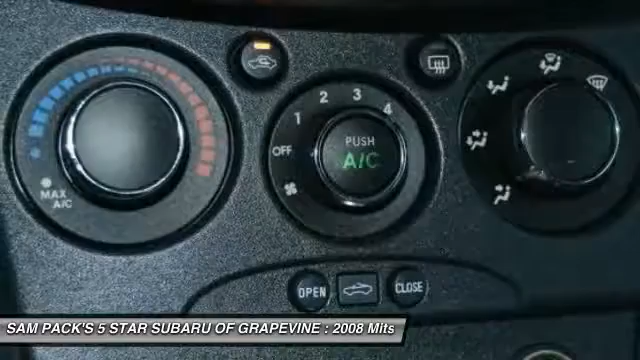 1 2 3 4
OFF
PUSH
A/C
MAX
A/C
OPEN
CLOSE
SAM PACK'S 5 STAR SUBARU OF GRAPEVINE : 2008 Mits